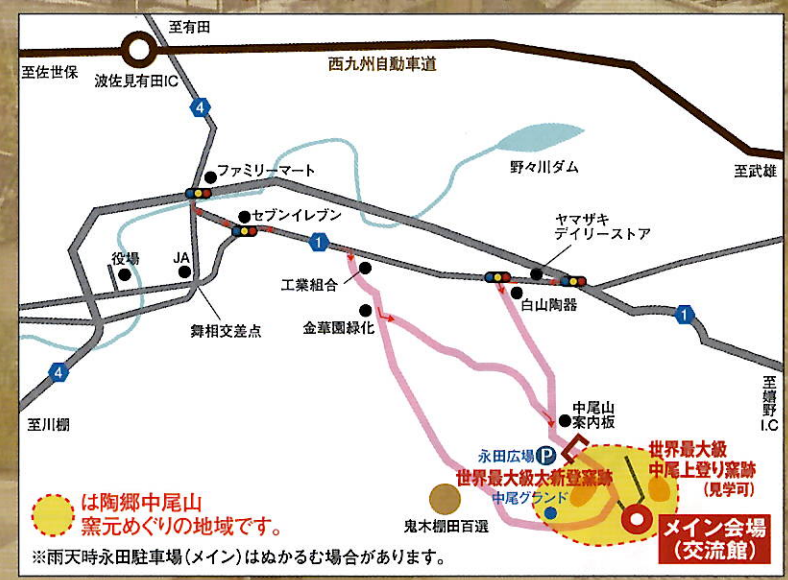 至有田
至佐世保
波佐見有田IC
西九州自動車道
4
野々川ダム
至武雄
ファミリーマート
セブンイレブン
ヤマザキ
デイリーストア
1
役場
JA
工業組合
白山陶器
金華園緑化
舞相交差点
1
4
至川棚
至嬉野I.C
中尾山
案内板
永田広場 P
世界最大級大新登窯跡
中尾グランド
世界最大級
中尾上登り窯跡
(見学可)
鬼木棚田百選
メイン会場
(交流館)
は陶郷中尾山
窯元めぐりの地域です。
※雨天時永田駐車場(メイン)はぬかるむ場合があります。